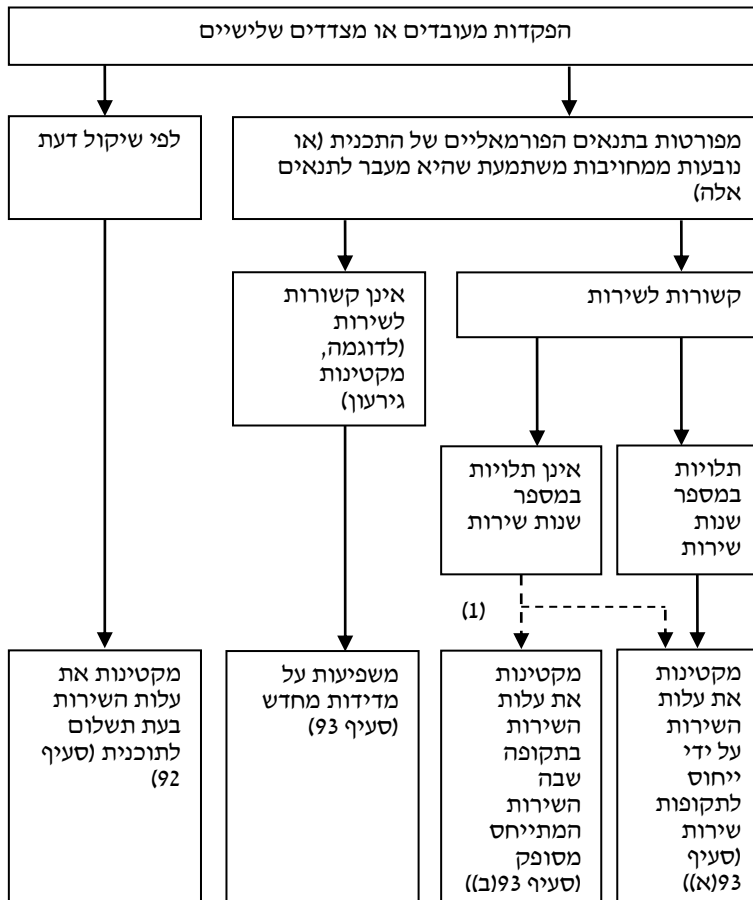 הפקדות מעובדים או מצדדים שלישיים
מפורטות בתנאים הפורמאליים של התכנית (או
נובעות ממחויבות משתמעת שהיא מעבר לתנאים
אלה)
לפי שיקול דעת
קשורות לשירות
אינן קשורות
לשירות
(לדוגמה,
מקטינות
גירעון)
תלויות
במספר
שנות
שירות
אינן תלויות
במספר
שנות שירות
(1)
מקטינות
את עלות
השירות
על ידי
ייחוס
לתקופות
שירות
(סעיף
93(א))
מקטינות
את עלות
השירות
בתקופה
שבה
השירות
המתייחס
מסופק
(סעיף 93(ב))
משפיעות על
מדידות מחדש
(סעיף 93)
מקטינות את
עלות השירות
בעת תשלום
לתוכנית (סעיף
92)